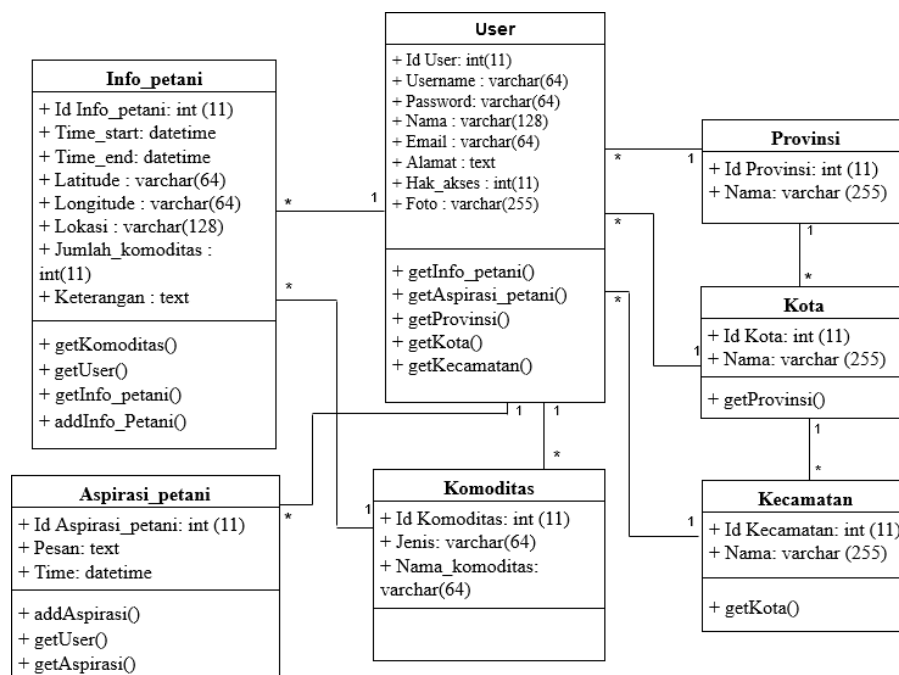 User
+ Id User: int(11)
+ Username : varchar(64)
+ Password: varchar(64)
+ Nama : varchar(128)
+ Email : varchar(64)
+ Alamat : text
+ Hak_akses : int(11)
+ Foto : varchar(255)
+ getInfo_petani()
+ getAspirasi_petani()
+ getProvinsi()
+ getKota()
+ getKecamatan()
Info_petani
+ Id Info_petani: int (11)
+ Time_start: datetime
+ Time_end: datetime
+ Latitude : varchar(64)
+ Longitude : varchar(64)
+ Lokasi : varchar(128)
+ Jumlah_komoditas :
int(11)
+ Keterangan : text
+ getKomoditas()
+ getUser()
+ getInfo_petani()
+ addInfo_Petani()
* 1
*
* 1
*
*
Provinsi
+ Id Provinsi: int (11)
+ Nama: varchar (255)
1
*
Kota
+ Id Kota: int (11)
+ Nama: varchar (255)
+ getProvinsi()
1
1
*
Kecamatan
+ Id Kecamatan: int (11)
+ Nama: varchar (255)
+ getKota()
1
Aspirasi_petani
+ Id Aspirasi_petani: int (11)
+ Pesan: text
+ Time: datetime
+ addAspirasi()
+ getUser()
+ getAspirasi()
*
1 1
*
1
Komoditas
+ Id Komoditas: int (11)
+ Jenis: varchar(64)
+ Nama_komoditas:
varchar(64)